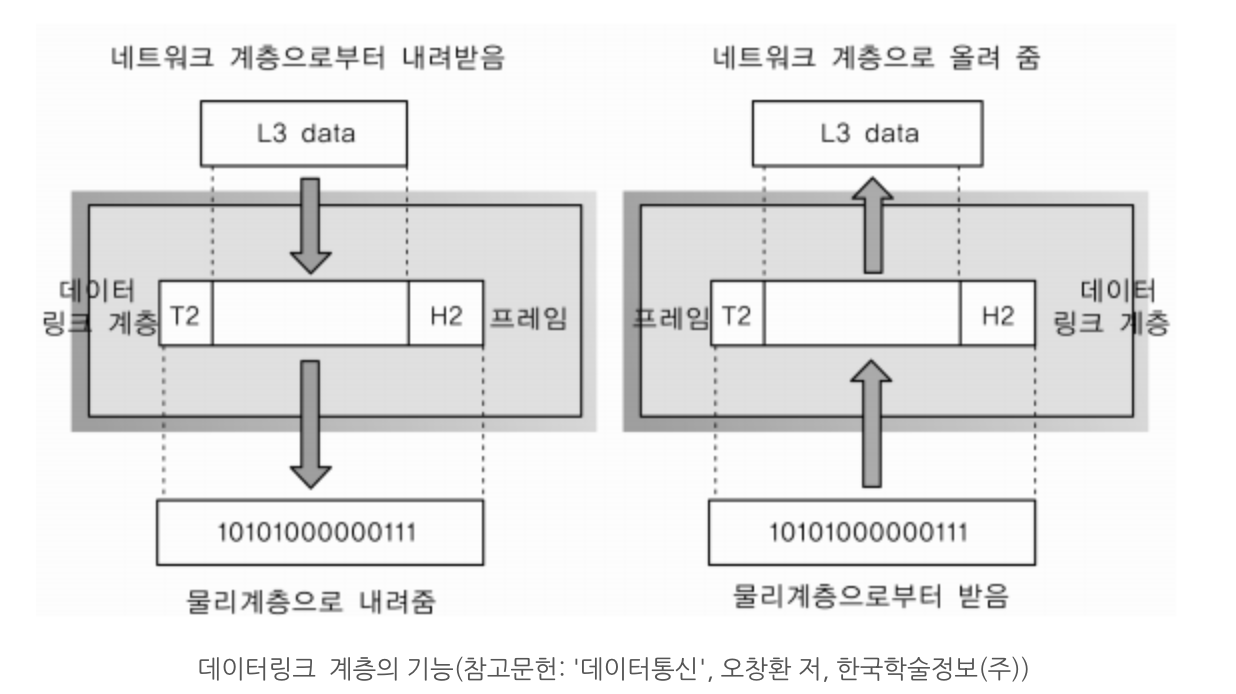 네트워크 계층으로부터 내려받음
L3 data
데이터
링크 계층
T2
H2
프레임
10101000000111
물리계층으로 내려줌
네트워크 계층으로 올려 줌
L3 data
프레임
T2
H2
데이터
링크 계층
10101000000111
물리계층으로부터 받음
데이터링크 계층의 기능(참고문헌: '데이터통신', 오창환 저, 한국학술정보(주))